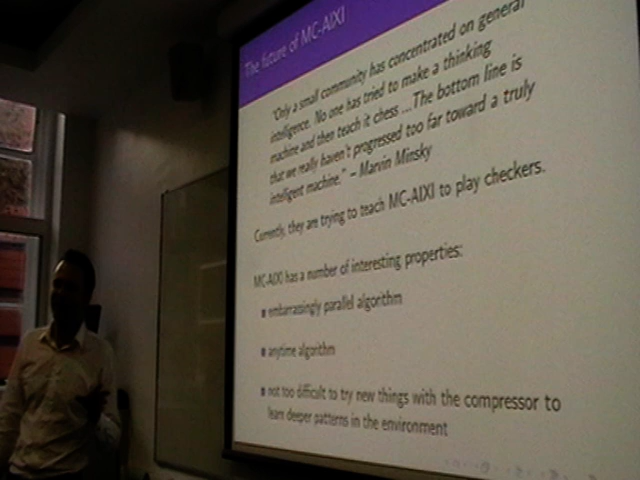 The future of MC-AIXI
"Only a small community has concentrated on general
intelligence. No one has tried to make a thinking
machine and then teach it chess ...The bottom line is
that we really haven't progressed too far toward a truly
intelligent machine." – Marvin Minsky
Currently, they are trying to teach MC-AIXI to play checkers.
MC-AIXI has a number of interesting properties:
embarrassingly parallel algorithm
anytime algorithm
not too difficult to try new things with the compressor to
learn deeper patterns in the environment